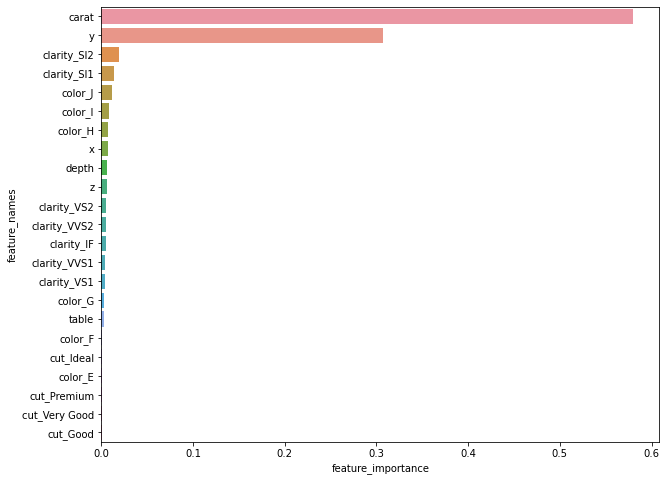 carat
y
clarity_SI2
clarity_SI1
color_J
color_I
color_H
x
depth
z
clarity_VS2
clarity_VVS2
clarity_IF
clarity_VVS1
clarity_VS1
color_G
table
color_F
cut_Ideal
color_E
cut_Premium
cut_Very Good
cut_Good
feature_names
0.0 0.1 0.2 0.3 0.4 0.5 0.6
feature_importance